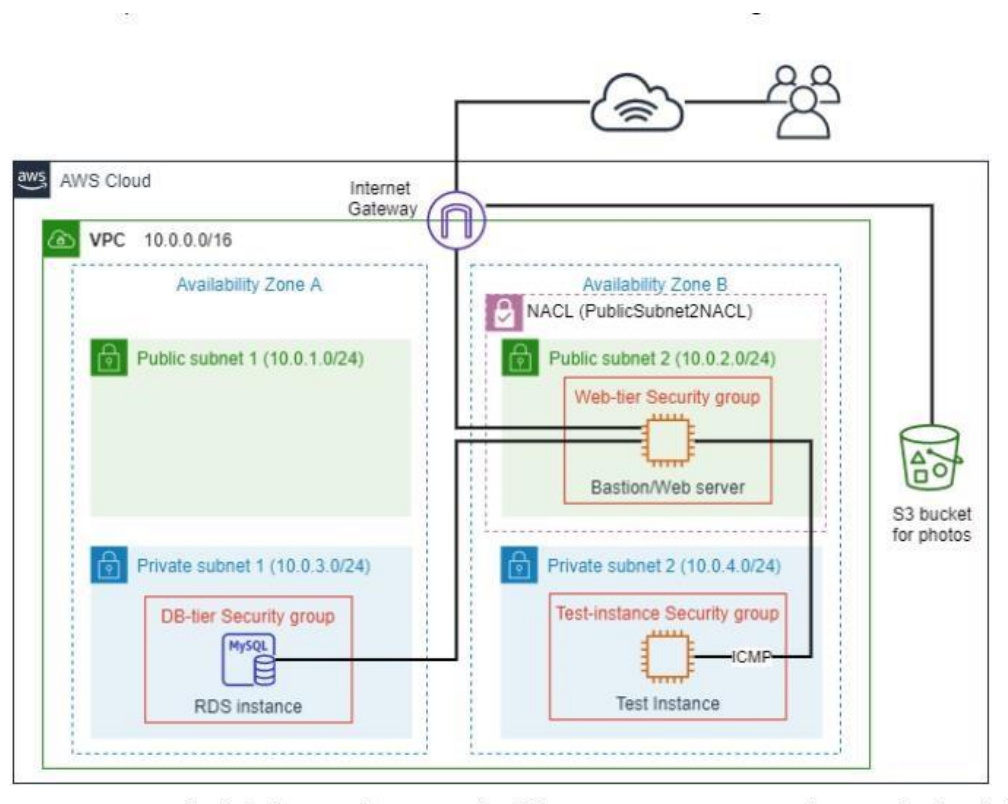 aws
AWS Cloud
Internet
Gateway
VPC 10.0.0.0/16
Availability Zone A
Availability Zone B
NACL (PublicSubnet2NACL)
Public subnet 1 (10.0.1.0/24)
Public subnet 2 (10.0.2.0/24)
Web-tier Security group
Bastion/Web server
S3 bucket
for photos
Private subnet 1 (10.0.3.0/24)
Private subnet 2 (10.0.4.0/24)
DB-tier Security group
MySQL
RDS instance
Test-instance Security group
ICMP
Test Instance